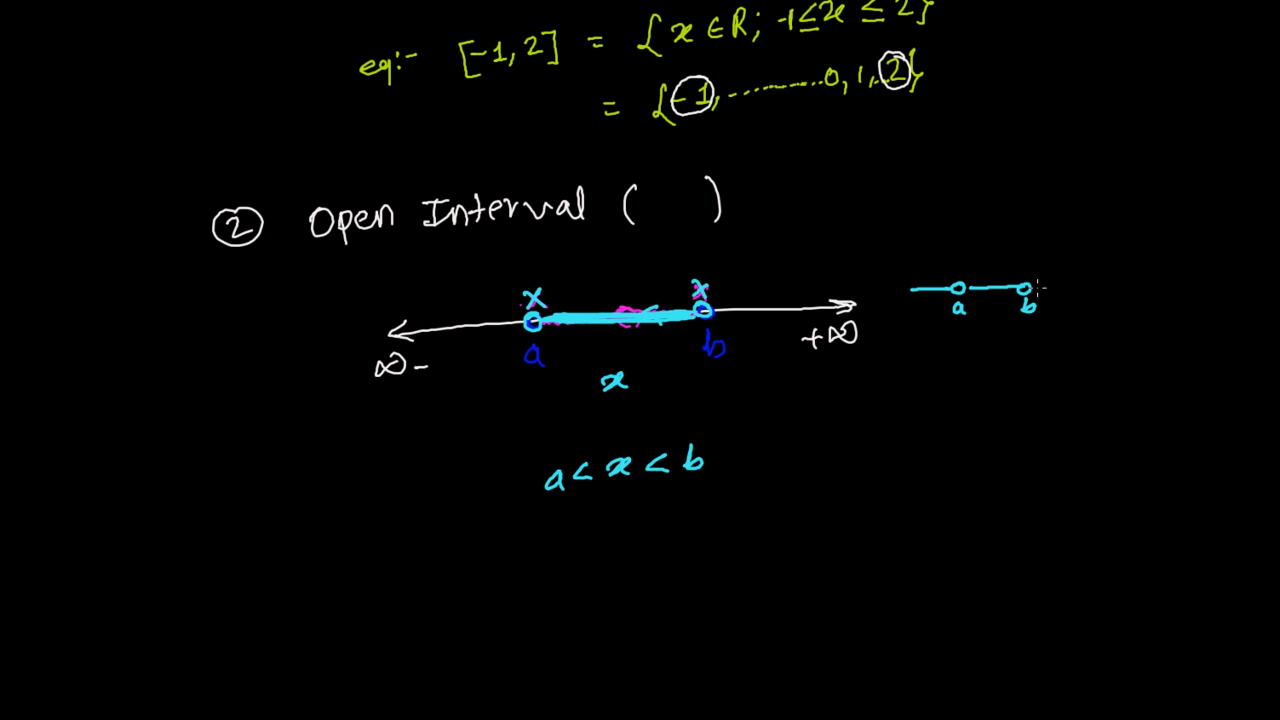 eg:- [-1, 2] = { x ∈ R; -1 ≤ x ≤ 2 }
= { -1, ........... 0, 1, 2 }
② Open Interval ( )
x x
a b
∞- +∞
a b
x
a < x < b